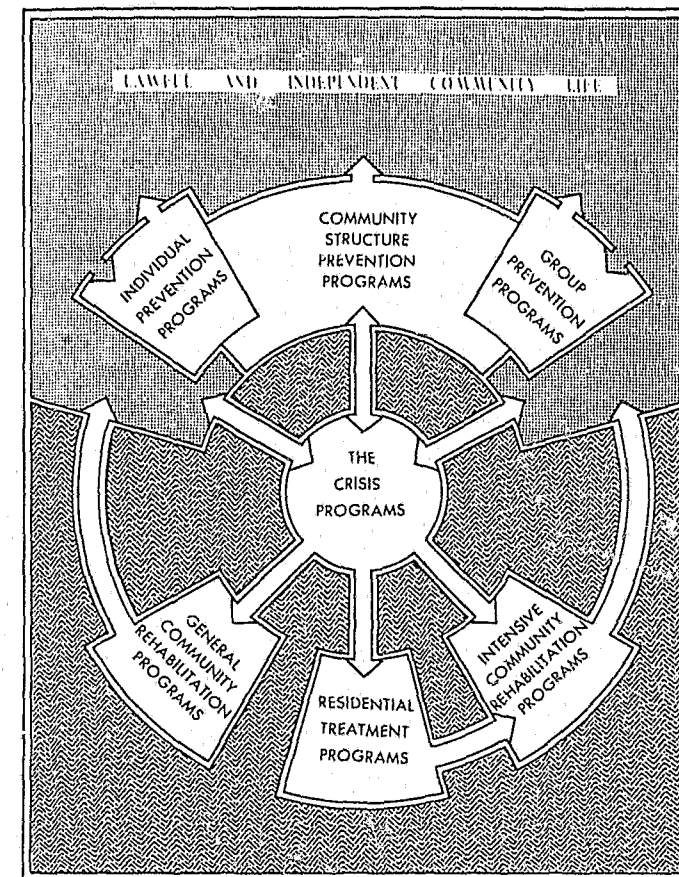 LAWFUL AND INDEPENDENT COMMUNITY LIFE
COMMUNITY
STRUCTURE
PREVENTION
PROGRAMS
INDIVIDUAL
PREVENTION
PROGRAMS
GROUP
PREVENTION
PROGRAMS
THE
CRISIS
PROGRAMS
GENERAL
COMMUNITY
REHABILITATION
PROGRAMS
RESIDENTIAL
TREATMENT
PROGRAMS
INTENSIVE
COMMUNITY
REHABILITATION
PROGRAMS